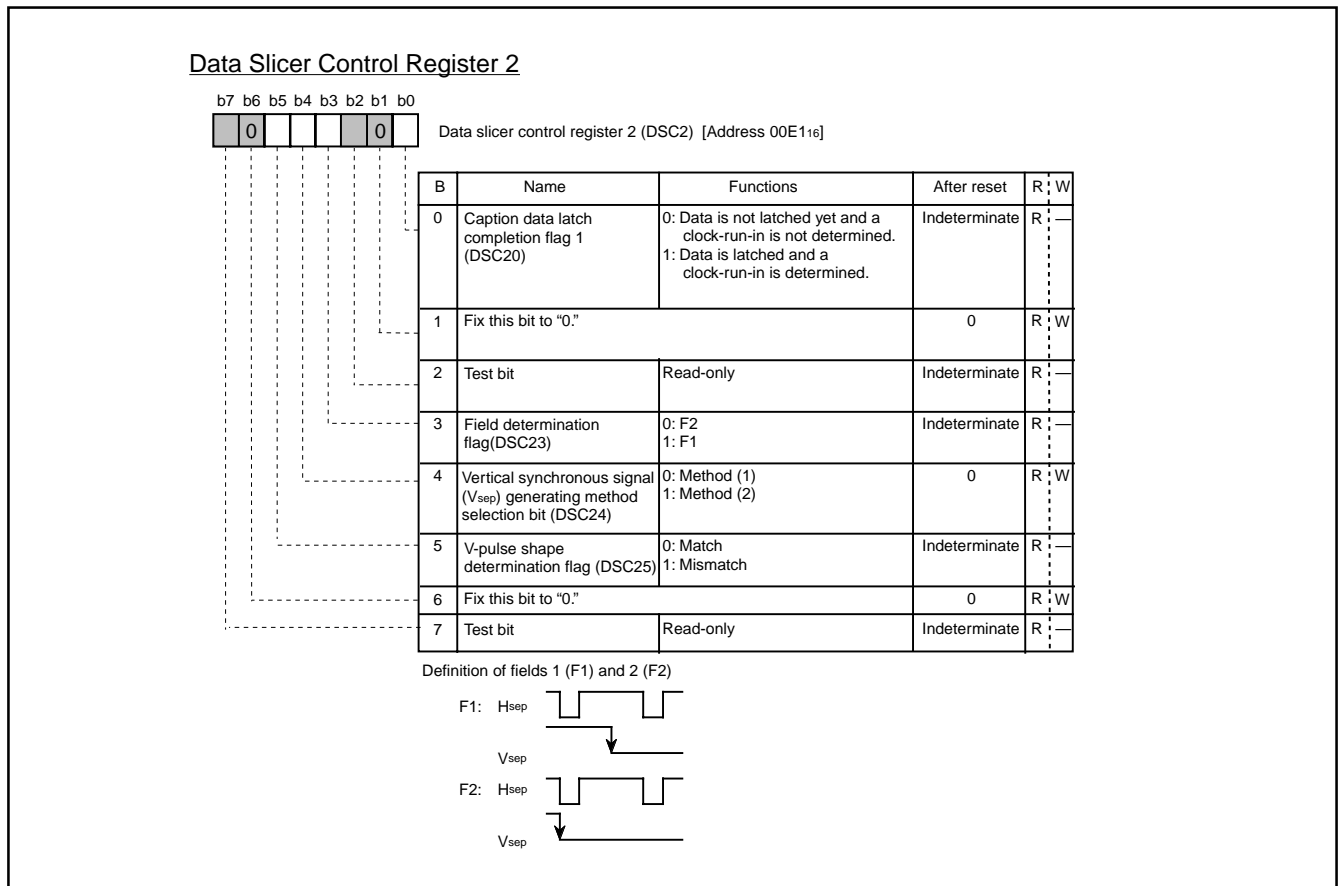 Data Slicer Control Register 2
b7 b6 b5 b4 b3 b2 b1 b0
0 0
Data slicer control register 2 (DSC2) [Address 00E116]
B Name Functions After reset R W
0 Caption data latch completion flag 1 (DSC20) 0: Data is not latched yet and a clock-run-in is not determined. 1: Data is latched and a clock-run-in is determined. Indeterminate R —
1 Fix this bit to “0.” 0 R W
2 Test bit Read-only Indeterminate R —
3 Field determination flag(DSC23) 0: F2 1: F1 Indeterminate R —
4 Vertical synchronous signal (Vsep) generating method selection bit (DSC24) 0: Method (1) 1: Method (2) 0 R W
5 V-pulse shape determination flag (DSC25) 0: Match 1: Mismatch Indeterminate R —
6 Fix this bit to “0.” 0 R W
7 Test bit Read-only Indeterminate R —
Definition of fields 1 (F1) and 2 (F2)
F1: Hsep
Vsep
F2: Hsep
Vsep